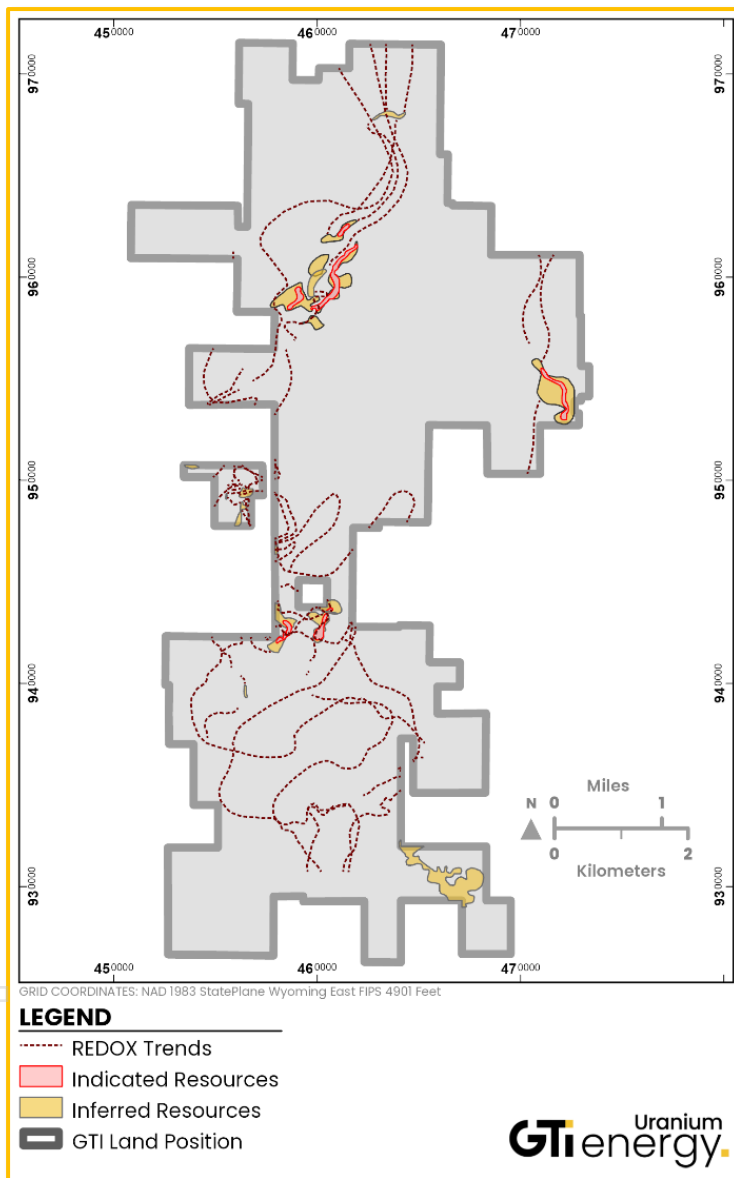 450000 460000 470000
970000 970000
960000 960000
950000 950000
940000 940000
Miles
N 0 1
0 2
Kilometers
930000 930000
450000 460000 470000
GRID COORDINATES: NAD 1983 StatePlane Wyoming East FIPS 4901 Feet
LEGEND
REDOX Trends
Indicated Resources
Inferred Resources
GTI Land Position
GTi energy.
Uranium